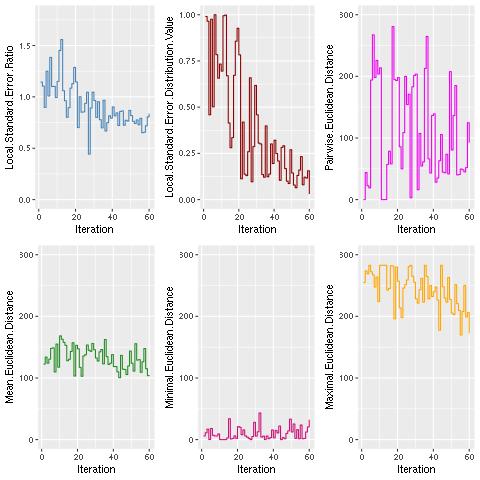 Local.Standard.Error.Ratio
1.5
1.0
0.5
0.0
0 20 40 60
Iteration
Local.Standard.Error.Distribution.Value
1.00
0.75
0.50
0.25
0.00
0 20 40 60
Iteration
Pairwise.Euclidean.Distance
300
200
100
0
0 20 40 60
Iteration
Mean.Euclidean.Distance
300
200
100
0
0 20 40 60
Iteration
Minimal.Euclidean.Distance
300
200
100
0
0 20 40 60
Iteration
Maximal.Euclidean.Distance
300
200
100
0
0 20 40 60
Iteration